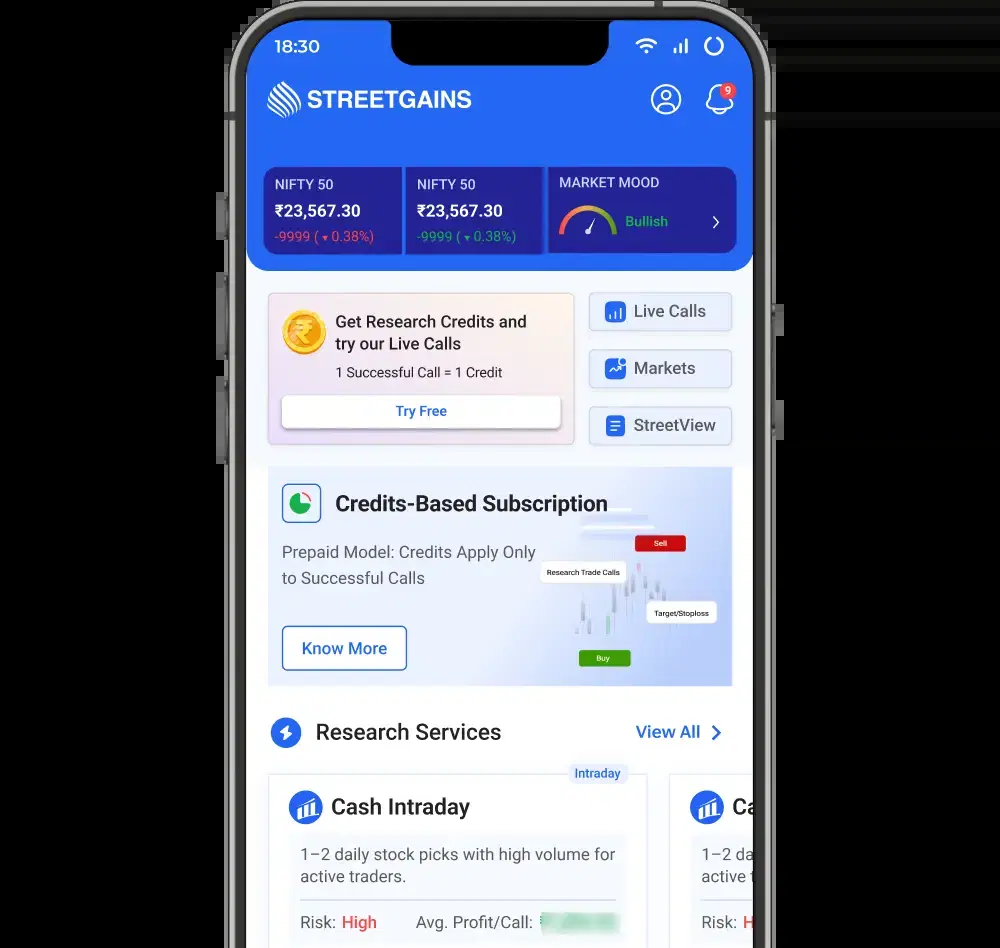 18:30
STREETGAINS
9
NIFTY 50
₹23,567.30
-9999 (▼0.38%)
NIFTY 50
₹23,567.30
-9999 (▼0.38%)
MARKET MOOD
Bullish
Get Research Credits and
try our Live Calls
1 Successful Call = 1 Credit
Try Free
Live Calls
Markets
StreetView
Credits-Based Subscription
Prepaid Model: Credits Apply Only
to Successful Calls
Know More
Sell
Research Trade Calls
Target/Stoploss
Buy
Research Services
View All
Intraday
Cash Intraday
1–2 daily stock picks with high volume for
active traders.
Risk: High
Avg. Profit/Call:
Ca
1–2 da
active t
Risk: H